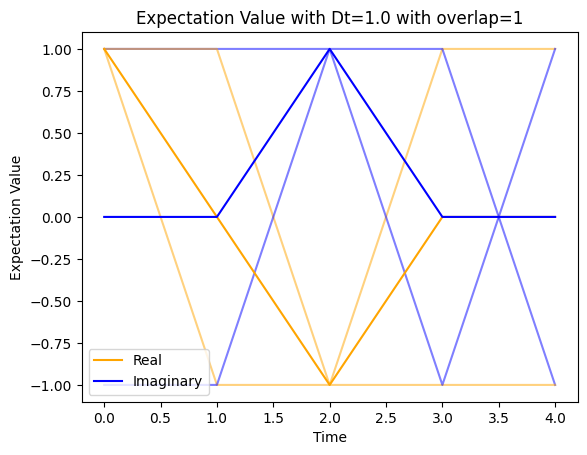 Expectation Value with Dt=1.0 with overlap=1
Expectation Value
1.00
0.75
0.50
0.25
0.00
−0.25
−0.50
−0.75
−1.00
Real
Imaginary
0.0 0.5 1.0 1.5 2.0 2.5 3.0 3.5 4.0
Time